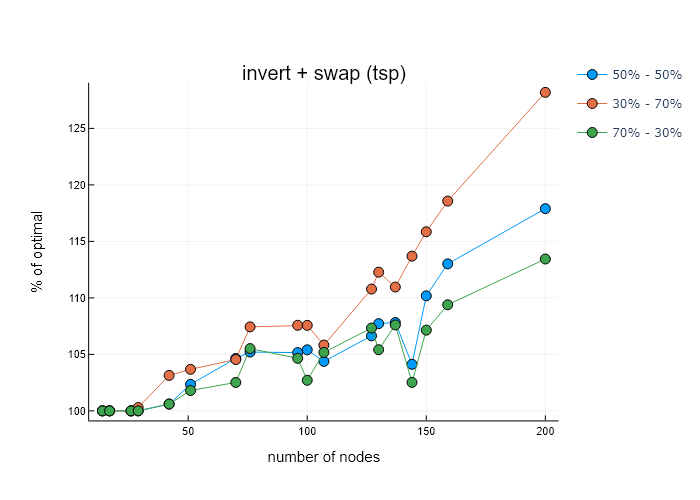 invert + swap (tsp)
50% - 50%
30% - 70%
70% - 30%
125
120
115
110
105
100
% of optimal
50
100
150
200
number of nodes